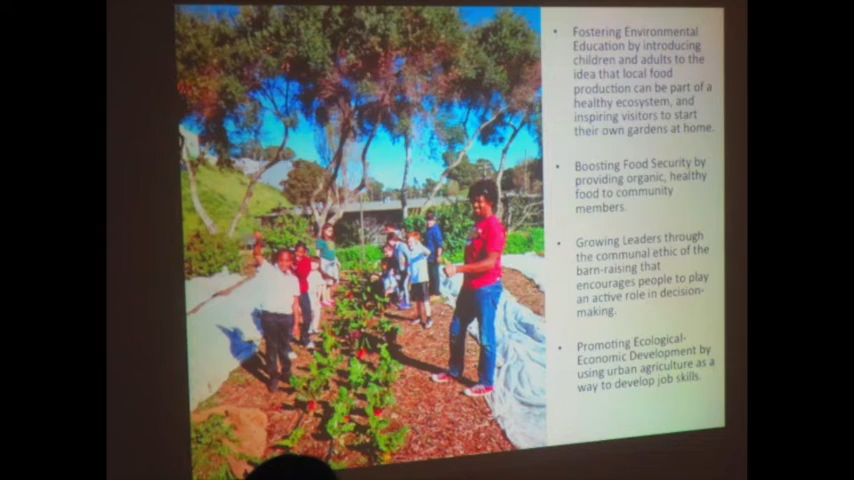 • Fostering Environmental
Education by introducing
children and adults to the
idea that local food
production can be part of a
healthy ecosystem, and
inspiring visitors to start
their own gardens at home.
• Boosting Food Security by
providing organic, healthy
food to community
members.
• Growing Leaders through
the communal ethic of the
barn-raising that
encourages people to play
an active role in decision-
making.
• Promoting Ecological-
Economic Development by
using urban agriculture as a
way to develop job skills.